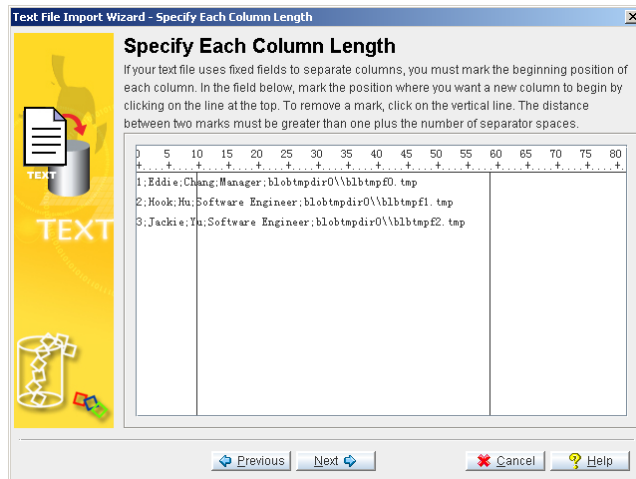 Text File Import Wizard - Specify Each Column Length
Specify Each Column Length
If your text file uses fixed fields to separate columns, you must mark the beginning position of
each column. In the field below, mark the position where you want a new column to begin by
clicking on the line at the top. To remove a mark, click on the vertical line. The distance
between two marks must be greater than one plus the number of separator spaces.
0 5 10 15 20 25 30 35 40 45 50 55 60 65 70 75 80
+....+....+....+....+....+....+....+....+....+....+....+....+....+....+....+....+.
1;Eddie;Chang;Manager;blobtmpdir0\\blbtmpf0.tmp
2;Hook;Hu;Software Engineer;blobtmpdir0\\blbtmpf1.tmp
3;Jackie;Yu;Software Engineer;blobtmpdir0\\blbtmpf2.tmp
TEXT
TEXT
Previous Next Cancel Help